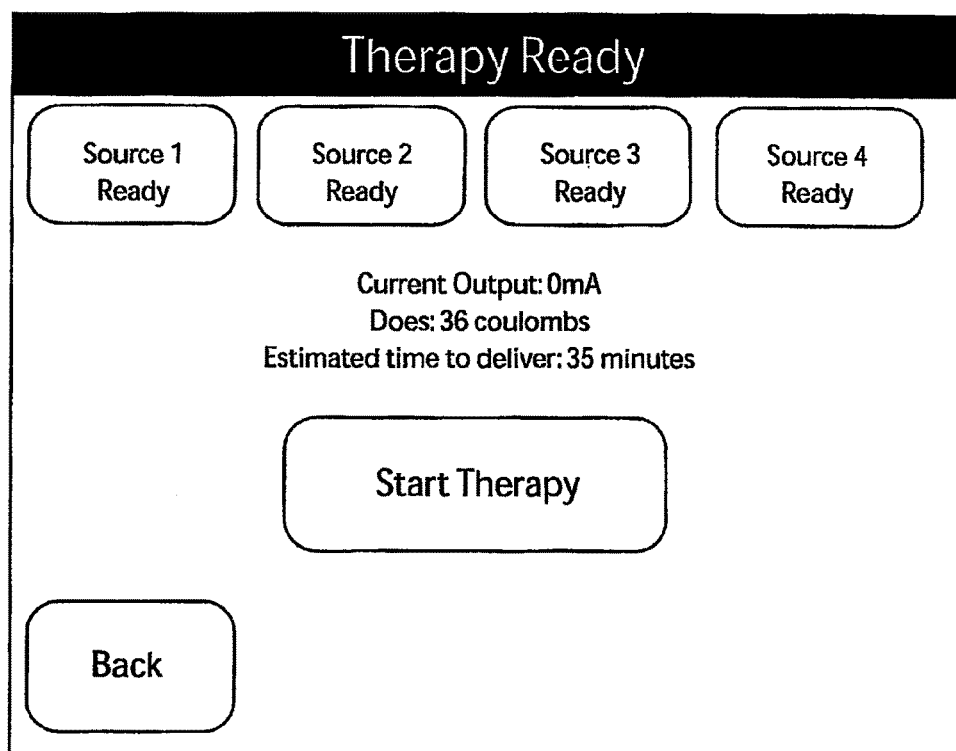 Therapy Ready
Source 1
Ready
Source 2
Ready
Source 3
Ready
Source 4
Ready
Current Output: 0mA
Does: 36 coulombs
Estimated time to deliver: 35 minutes
Start Therapy
Back